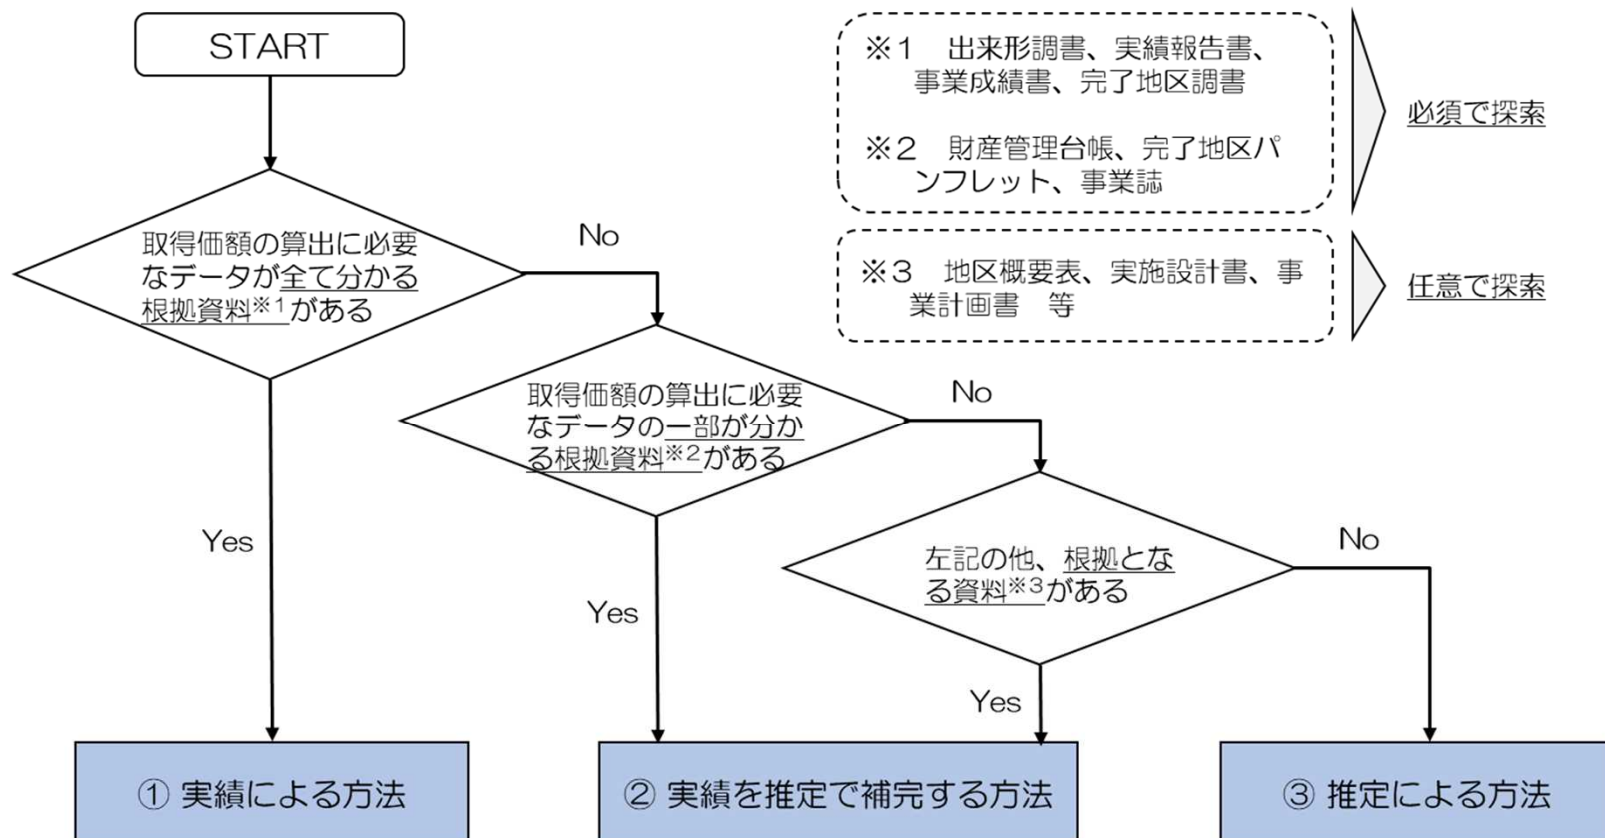 START
※1　出来形調書、実績報告書、
事業成績書、完了地区調書
※2　財産管理台帳、完了地区パ
ンフレット、事業誌
必須で探索
※3　地区概要表、実施設計書、事
業計画書　等
任意で探索
取得価額の算出に必要
なデータが全て分かる
根拠資料※1がある
No
Yes
取得価額の算出に必要
なデータの一部が分か
る根拠資料※2がある
No
Yes
左記の他、根拠とな
る資料※3がある
No
Yes
① 実績による方法
② 実績を推定で補完する方法
③ 推定による方法